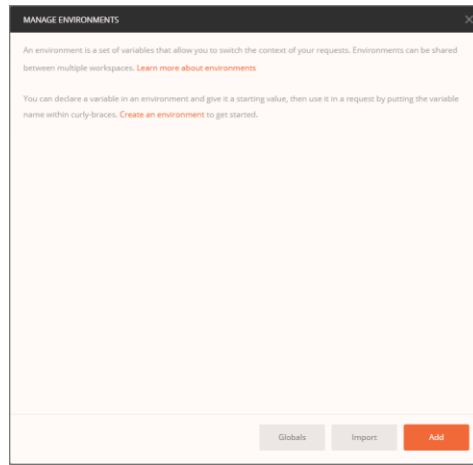 MANAGE ENVIRONMENTS
An environment is a set of variables that allow you to switch the context of your requests. Environments can be shared
between multiple workspaces. Learn more about environments
You can declare a variable in an environment and give it a starting value, then use it in a request by putting the variable
name within curly-braces. Create an environment to get started.
Globals Import Add